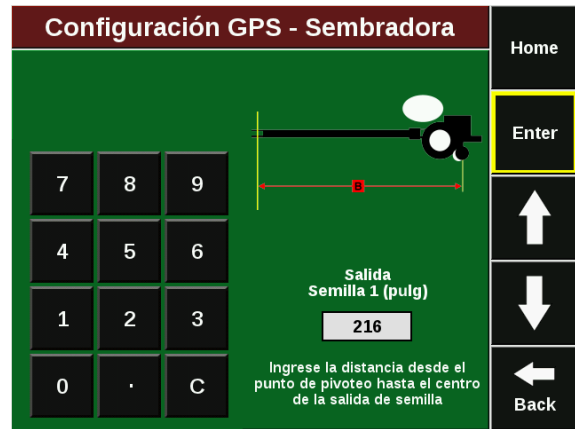 Configuración GPS - Sembradora
Home
Enter
7 8 9
4 5 6
1 2 3
0 . C
B
Salida
Semilla 1 (pulg)
216
Ingrese la distancia desde el
punto de pivoteo hasta el centro
de la salida de semilla
Back